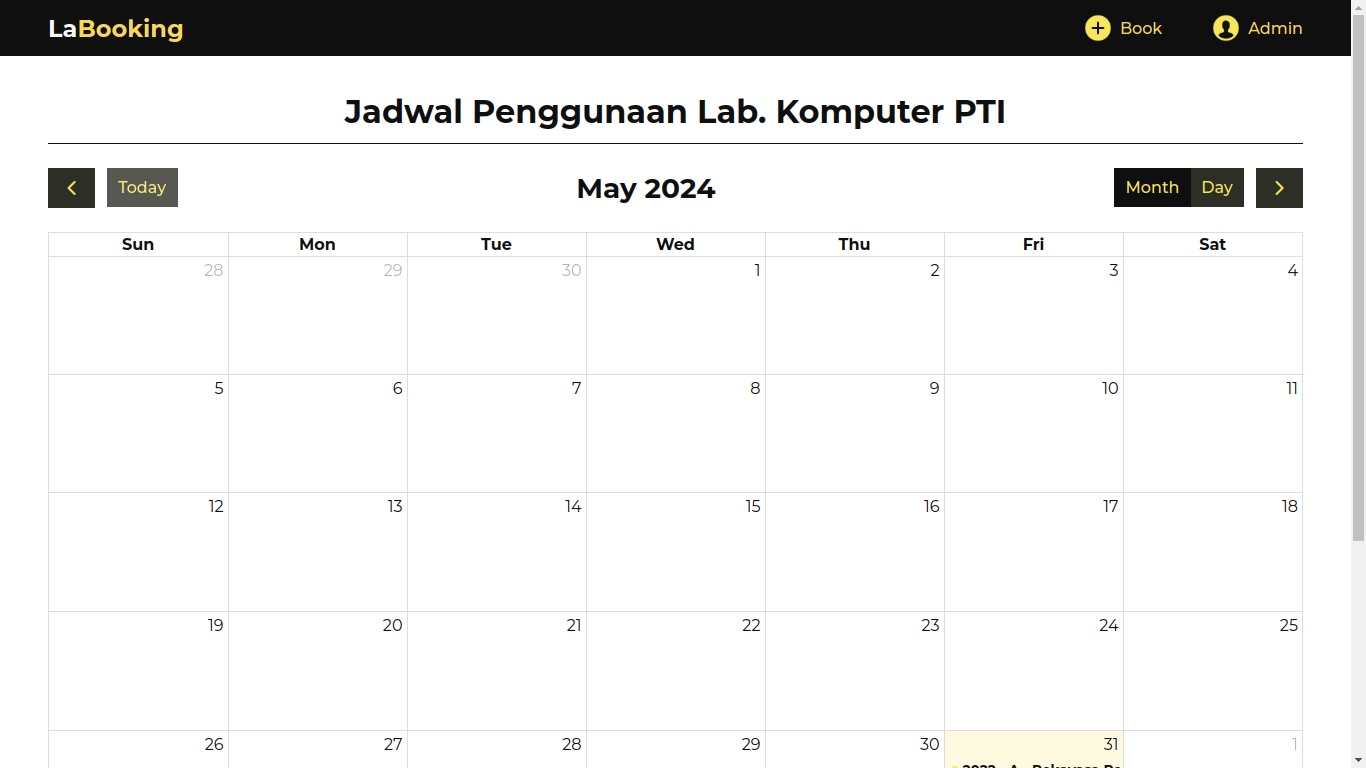 LaBooking Book Admin
Jadwal Penggunaan Lab. Komputer PTI
Today May 2024 Month Day
Sun Mon Tue Wed Thu Fri Sat
28 29 30 1 2 3 4
5 6 7 8 9 10 11
12 13 14 15 16 17 18
19 20 21 22 23 24 25
26 27 28 29 30 31 1